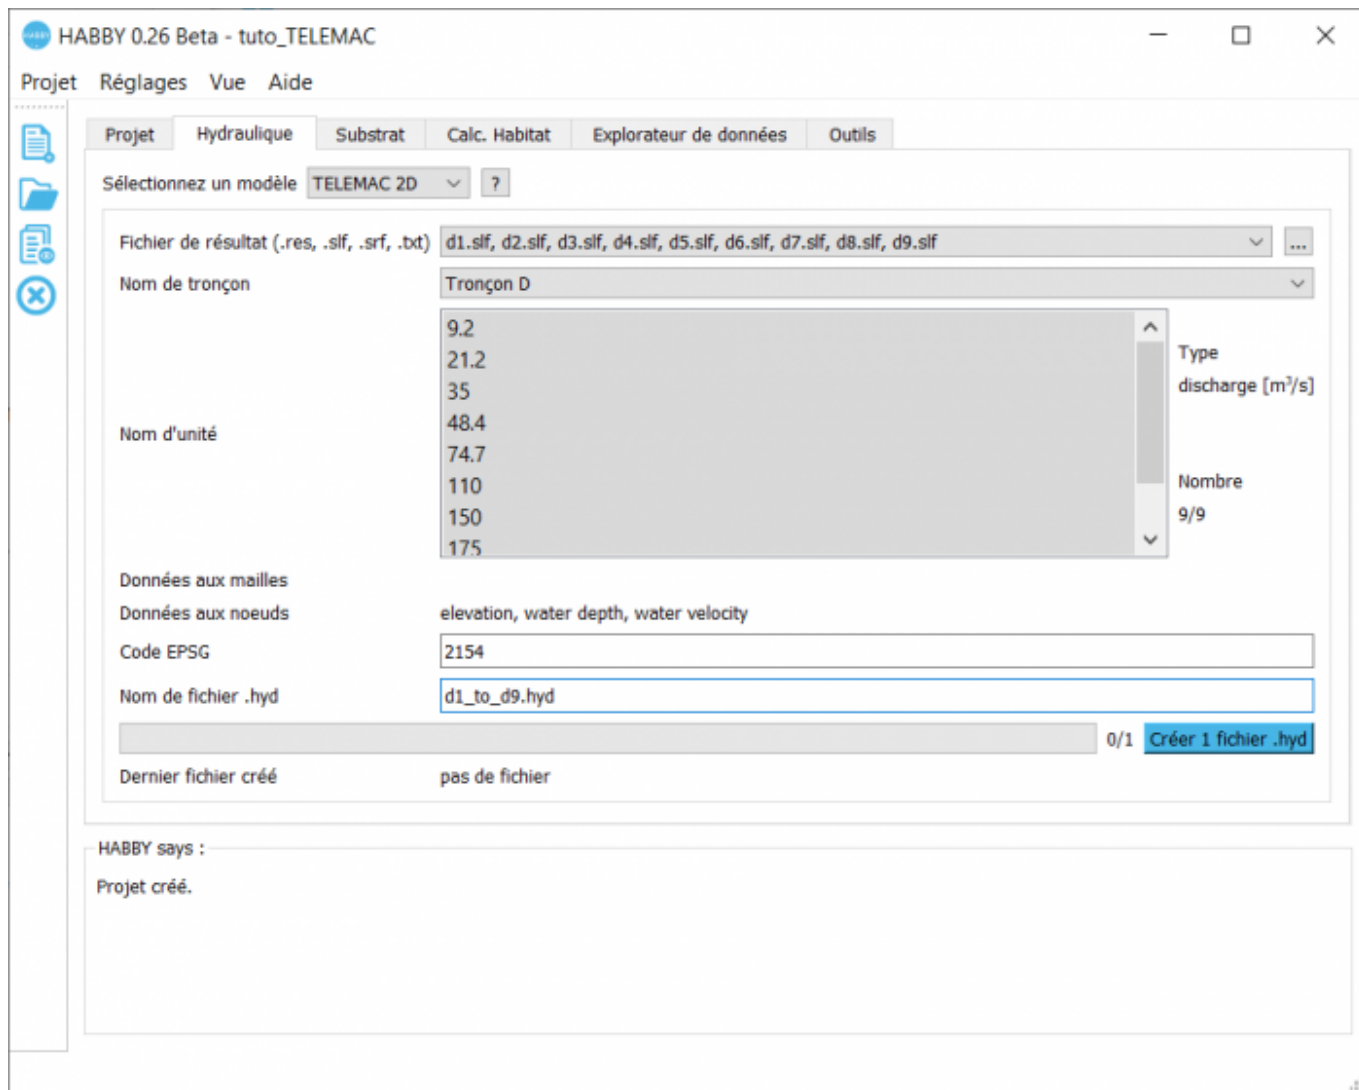 HABBY HABBY 0.26 Beta - tuto_TELEMAC
Projet Réglages Vue Aide
Projet Hydraulique Substrat Calc. Habitat Explorateur de données Outils
Sélectionnez un modèle TELEMAC 2D ?
Fichier de résultat (.res, .slf, .srf, .txt) d1.slf, d2.slf, d3.slf, d4.slf, d5.slf, d6.slf, d7.slf, d8.slf, d9.slf ...
Nom de tronçon Tronçon D
9.2
21.2
Type
35
discharge [m³/s]
48.4
Nom d'unité
74.7
110
Nombre
150
9/9
175
Données aux mailles
Données aux noeuds elevation, water depth, water velocity
Code EPSG 2154
Nom de fichier .hyd d1_to_d9.hyd
0/1 Créer 1 fichier .hyd
Dernier fichier créé pas de fichier
HABBY says :
Projet créé.